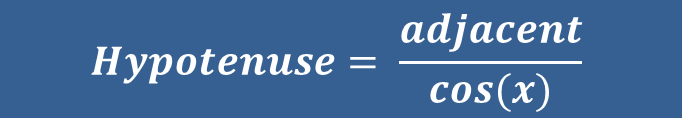 Hypotenuse = adjacent / cos(x)